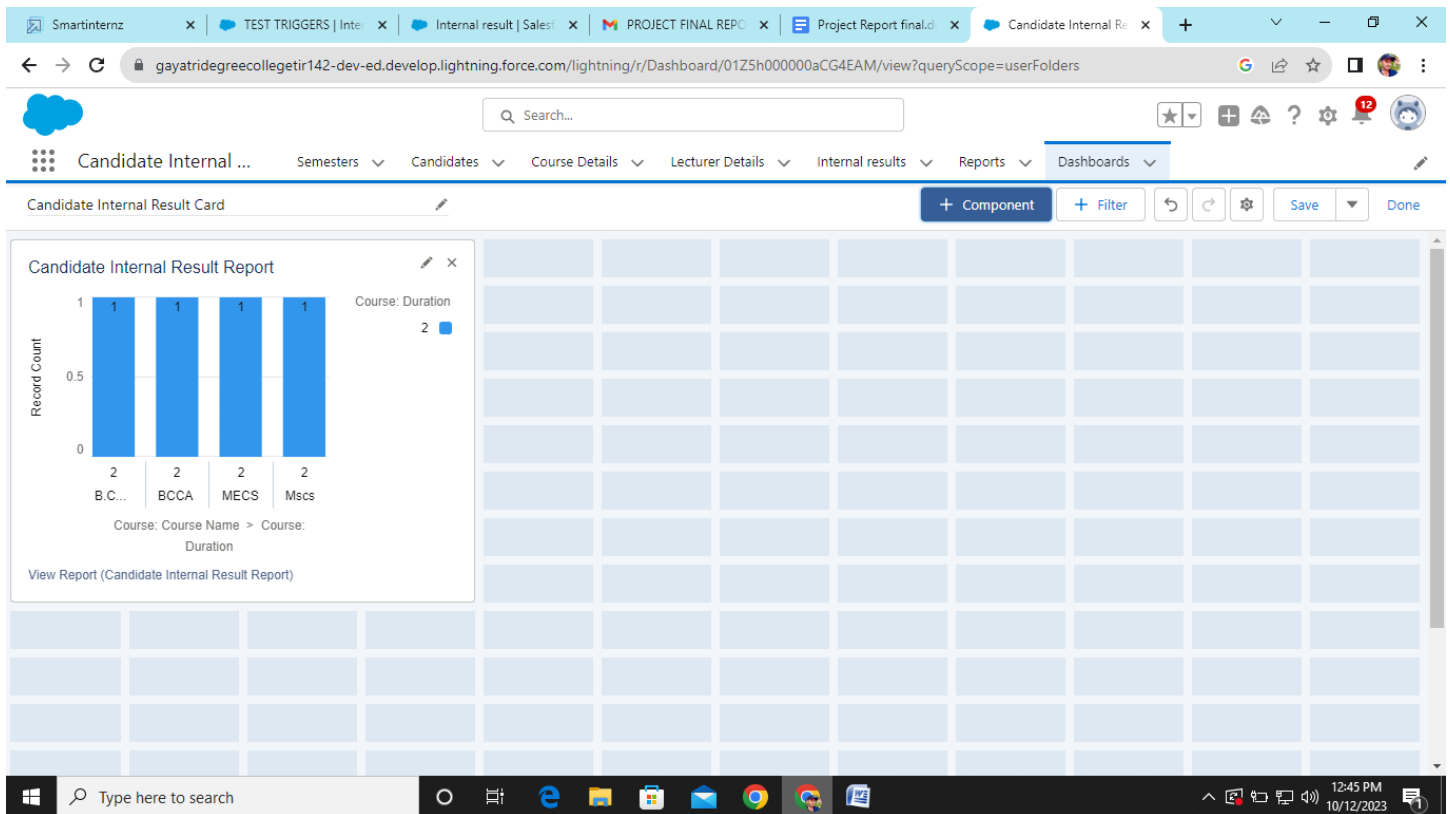 Smartinternz
TEST TRIGGERS | Inte
Internal result | Salesf
PROJECT FINAL REPO
Project Report final.d
Candidate Internal Re
gayatridegreecollegetir142-dev-ed.develop.lightning.force.com/lightning/r/Dashboard/01Z5h000000aCG4EAM/view?queryScope=userFolders
Search...
12
Candidate Internal ...
Semesters
Candidates
Course Details
Lecturer Details
Internal results
Reports
Dashboards
Candidate Internal Result Card
+ Component
+ Filter
Save
Done
Candidate Internal Result Report
Course: Duration
2
Record Count
1
0.5
0
1 1 1 1
2 2 2 2
B.C... BCCA MECS Mscs
Course: Course Name > Course:
Duration
View Report (Candidate Internal Result Report)
Type here to search
12:45 PM
10/12/2023
1